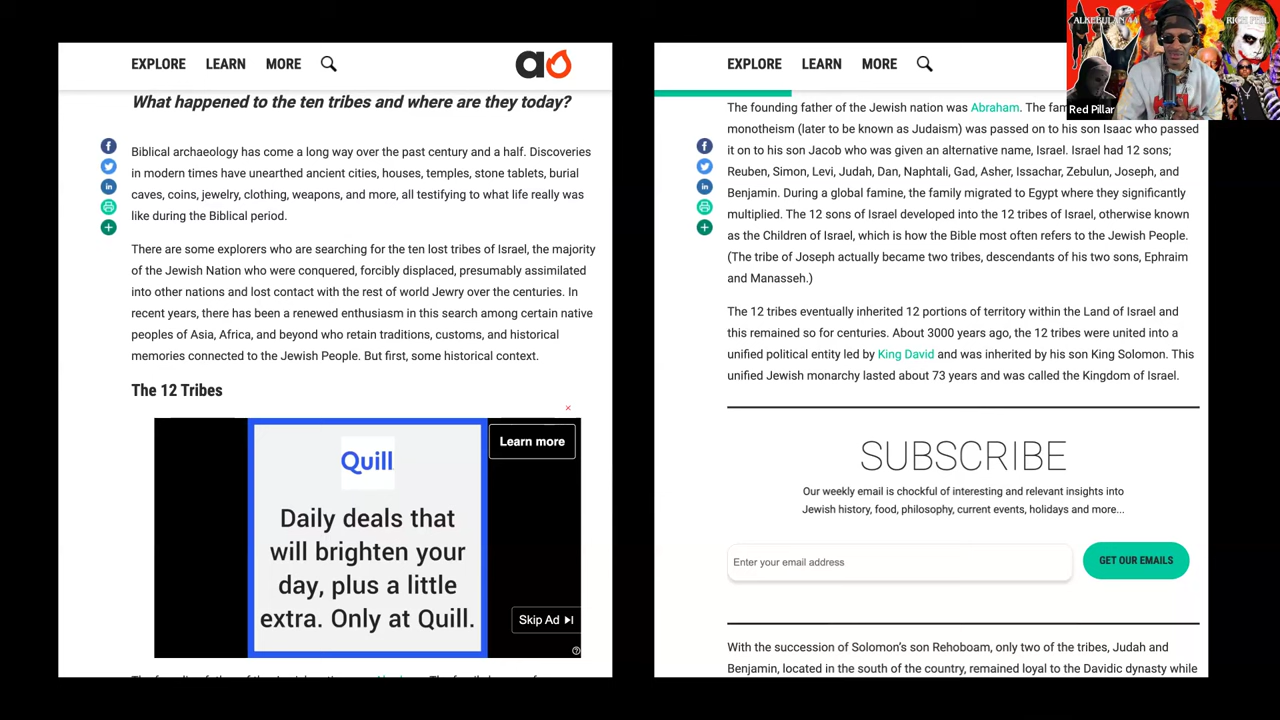 EXPLORE LEARN MORE
ao
What happened to the ten tribes and where are they today?
Biblical archaeology has come a long way over the past century and a half. Discoveries
in modern times have unearthed ancient cities, houses, temples, stone tablets, burial
caves, coins, jewelry, clothing, weapons, and more, all testifying to what life really was
like during the Biblical period.
There are some explorers who are searching for the ten lost tribes of Israel, the majority
of the Jewish Nation who were conquered, forcibly displaced, presumably assimilated
into other nations and lost contact with the rest of world Jewry over the centuries. In
recent years, there has been a renewed enthusiasm in this search among certain native
peoples of Asia, Africa, and beyond who retain traditions, customs, and historical
memories connected to the Jewish People. But first, some historical context.
The 12 Tribes
Learn more
Quill
Daily deals that
will brighten your
day, plus a little
extra. Only at Quill.
Skip Ad
EXPLORE LEARN MORE
ALKEBULAN 44
RICH PHIL
Red Pillar
The founding father of the Jewish nation was Abraham. The
monotheism (later to be known as Judaism) was passed on to his son Isaac who passed
it on to his son Jacob who was given an alternative name, Israel. Israel had 12 sons;
Reuben, Simon, Levi, Judah, Dan, Naphtali, Gad, Asher, Issachar, Zebulun, Joseph, and
Benjamin. During a global famine, the family migrated to Egypt where they significantly
multiplied. The 12 sons of Israel developed into the 12 tribes of Israel, otherwise known
as the Children of Israel, which is how the Bible most often refers to the Jewish People.
(The tribe of Joseph actually became two tribes, descendants of his two sons, Ephraim
and Manasseh.)
The 12 tribes eventually inherited 12 portions of territory within the Land of Israel and
this remained so for centuries. About 3000 years ago, the 12 tribes were united into a
unified political entity led by King David and was inherited by his son King Solomon. This
unified Jewish monarchy lasted about 73 years and was called the Kingdom of Israel.
SUBSCRIBE
Our weekly email is chockful of interesting and relevant insights into
Jewish history, food, philosophy, current events, holidays and more...
Enter your email address
GET OUR EMAILS
With the succession of Solomon's son Rehoboam, only two of the tribes, Judah and
Benjamin, located in the south of the country, remained loyal to the Davidic dynasty while